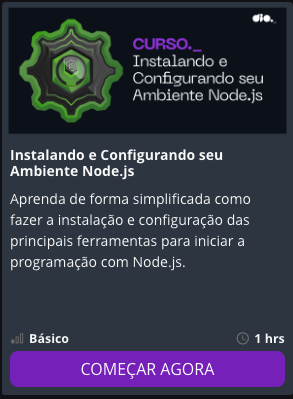 dio.
CURSO._
Instalando e
Configurando seu
Ambiente Node.js
Instalando e Configurando seu
Ambiente Node.js
Aprenda de forma simplificada como
fazer a instalação e configuração das
principais ferramentas para iniciar a
programação com Node.js.
Básico
1 hrs
COMEÇAR AGORA